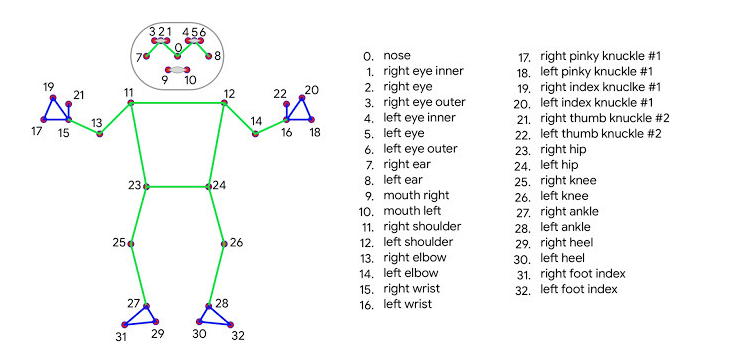 321 456
0
7 8
9 10
19 21 11 12 22 20
17 15 13 14 16 18
23 24
25 26
27 28
31 29 30 32
0. nose
1. right eye inner
2. right eye
3. right eye outer
4. left eye inner
5. left eye
6. left eye outer
7. right ear
8. left ear
9. mouth right
10. mouth left
11. right shoulder
12. left shoulder
13. right elbow
14. left elbow
15. right wrist
16. left wrist
17. right pinky knuckle #1
18. left pinky knuckle #1
19. right index knuclke #1
20. left index knuckle #1
21. right thumb knuckle #2
22. left thumb knuckle #2
23. right hip
24. left hip
25. right knee
26. left knee
27. right ankle
28. left ankle
29. right heel
30. left heel
31. right foot index
32. left foot index